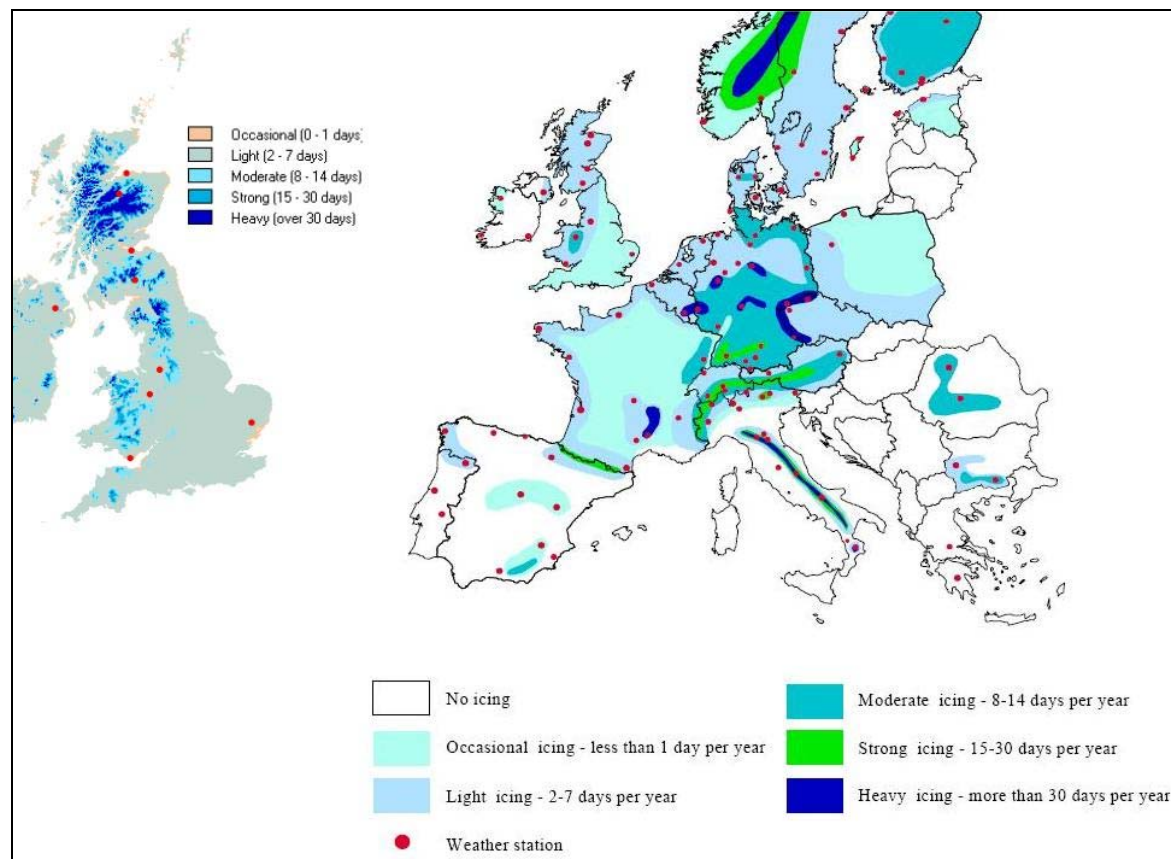 Occasional (0 - 1 days)
Light (2 - 7 days)
Moderate (8 - 14 days)
Strong (15 - 30 days)
Heavy (over 30 days)
No icing
Occasional icing - less than 1 day per year
Light icing - 2-7 days per year
Weather station
Moderate icing - 8-14 days per year
Strong icing - 15-30 days per year
Heavy icing - more than 30 days per year